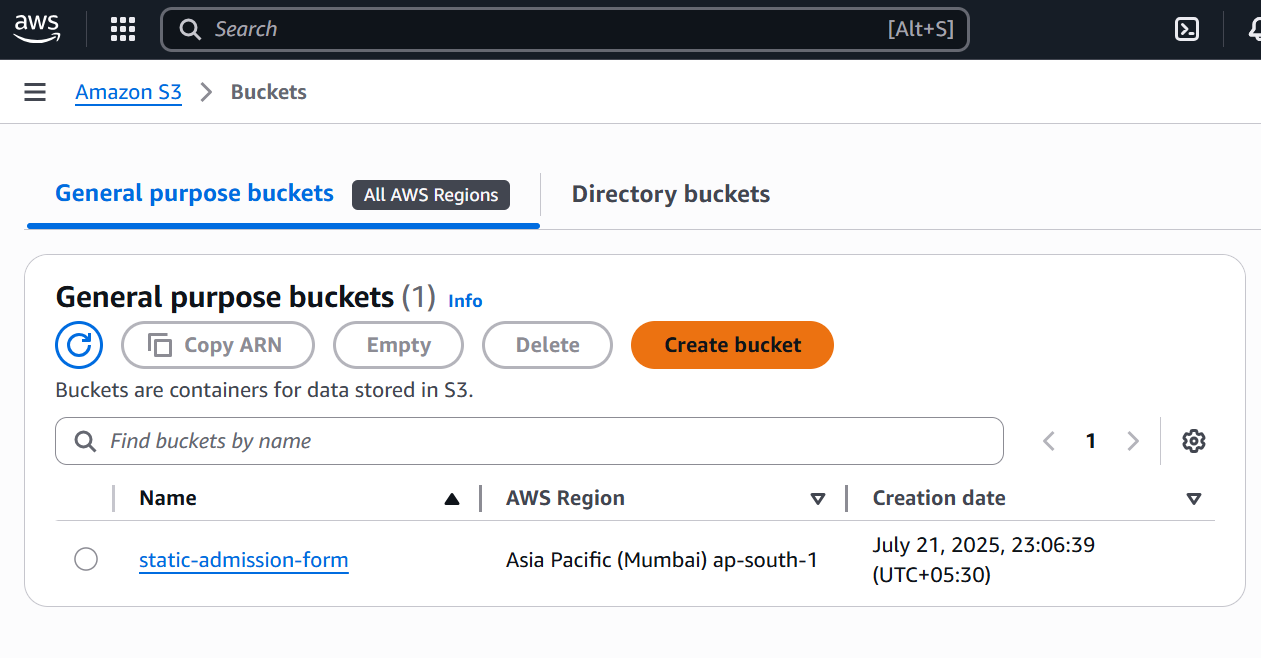 aws
Search [Alt+S]
Amazon S3 Buckets
General purpose buckets All AWS Regions Directory buckets
General purpose buckets (1) Info
Copy ARN Empty Delete Create bucket
Buckets are containers for data stored in S3.
Find buckets by name 1
Name AWS Region Creation date
static-admission-form Asia Pacific (Mumbai) ap-south-1 July 21, 2025, 23:06:39
(UTC+05:30)